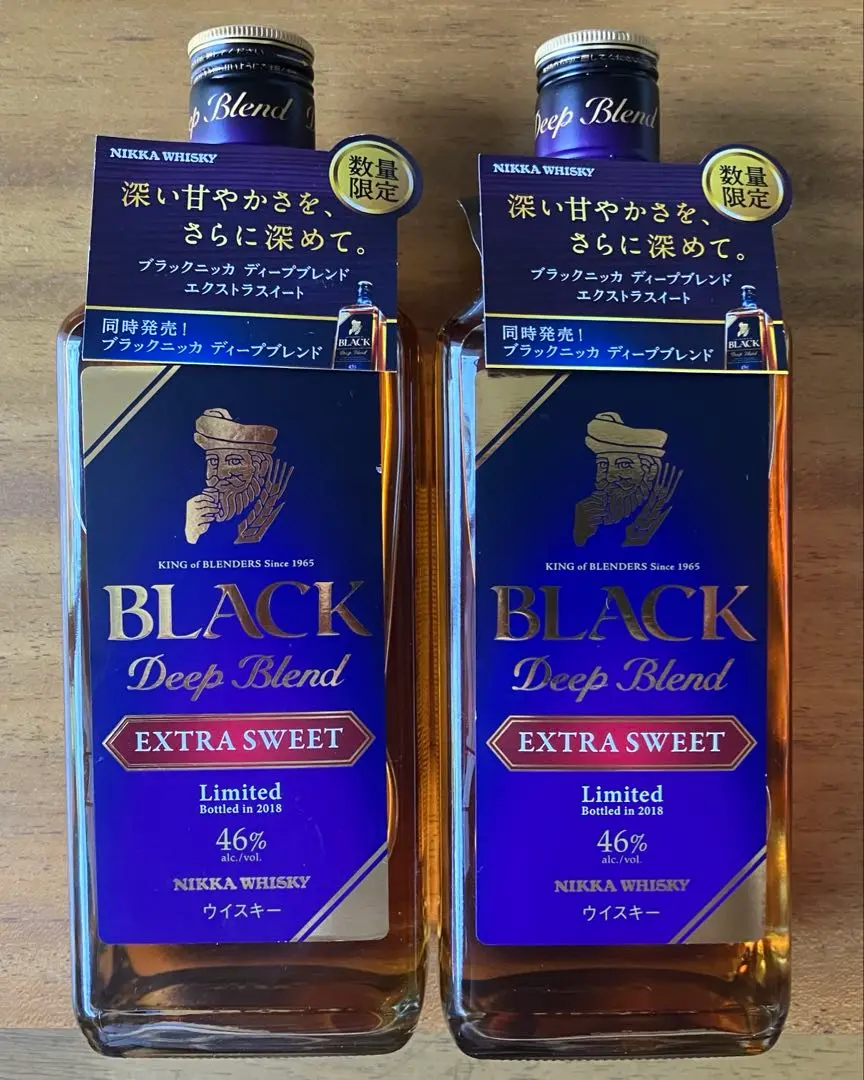 Deep Blend
NIKKA WHISKY
数量
限定
深い甘やかさを、
さらに深めて。
ブラックニッカ ディープブレンド
エクストラスイート
同時発売!
ブラックニッカ ディープブレンド
BLACK
Deep Blend
KING of BLENDERS Since 1965
BLACK
Deep Blend
EXTRA SWEET
Limited
Bottled in 2018
46%
alc./vol.
NIKKA WHISKY
ウイスキー
Deep Blend
NIKKA WHISKY
数量
限定
深い甘やかさを、
さらに深めて。
ブラックニッカ ディープブレンド
エクストラスイート
同時発売!
ブラックニッカ ディープブレンド
BLACK
Deep Blend
KING of BLENDERS Since 1965
BLACK
Deep Blend
EXTRA SWEET
Limited
Bottled in 2018
46%
alc./vol.
NIKKA WHISKY
ウイスキー